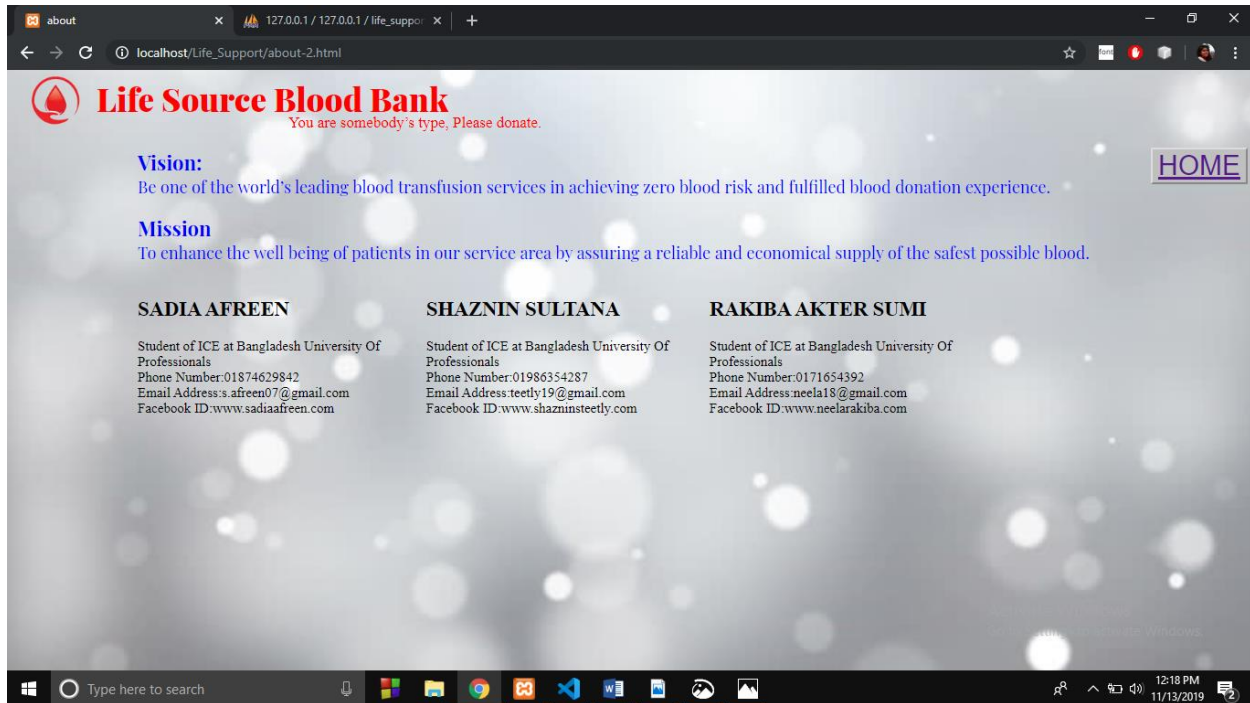 about
127.0.0.1 / 127.0.0.1 / life_suppor
localhost/Life_Support/about-2.html
font
Life Source Blood Bank
You are somebody's type, Please donate.
HOME
Vision:
Be one of the world's leading blood transfusion services in achieving zero blood risk and fulfilled blood donation experience.
Mission
To enhance the well being of patients in our service area by assuring a reliable and economical supply of the safest possible blood.
SADIA AFREEN
Student of ICE at Bangladesh University Of
Professionals
Phone Number:01874629842
Email Address:s.afreen07@gmail.com
Facebook ID:www.sadiaafreen.com
SHAZNIN SULTANA
Student of ICE at Bangladesh University Of
Professionals
Phone Number:01986354287
Email Address:teetly19@gmail.com
Facebook ID:www.shazninsteetly.com
RAKIBA AKTER SUMI
Student of ICE at Bangladesh University Of
Professionals
Phone Number:0171654392
Email Address:neela18@gmail.com
Facebook ID:www.neelarakiba.com
Type here to search
12:18 PM
11/13/2019
2